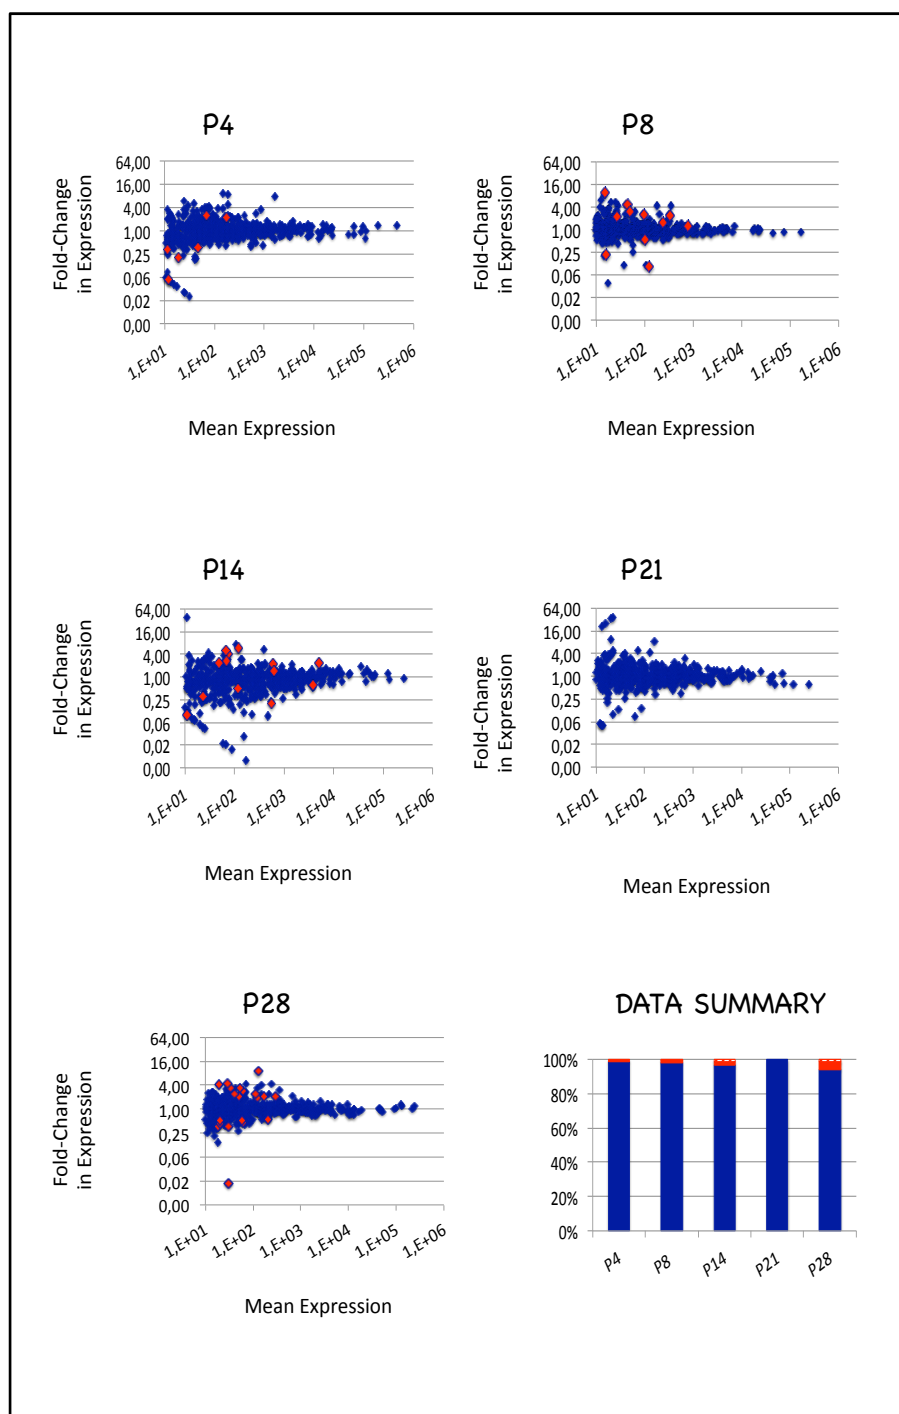 P4
Fold-Change
in Expression
64,00
16,00
4,00
1,00
0,25
0,06
0,02
0,00
1,E+01
1,E+02
1,E+03
1,E+04
1,E+05
1,E+06
Mean Expression
P8
Fold-Change
in Expression
64,00
16,00
4,00
1,00
0,25
0,06
0,02
0,00
1,E+01
1,E+02
1,E+03
1,E+04
1,E+05
1,E+06
Mean Expression
P14
Fold-Change
in Expression
64,00
16,00
4,00
1,00
0,25
0,06
0,02
0,00
1,E+01
1,E+02
1,E+03
1,E+04
1,E+05
1,E+06
Mean Expression
P21
Fold-Change
in Expression
64,00
16,00
4,00
1,00
0,25
0,06
0,02
0,00
1,E+01
1,E+02
1,E+03
1,E+04
1,E+05
1,E+06
Mean Expression
P28
Fold-Change
in Expression
64,00
16,00
4,00
1,00
0,25
0,06
0,02
0,00
1,E+01
1,E+02
1,E+03
1,E+04
1,E+05
1,E+06
Mean Expression
DATA SUMMARY
100%
80%
60%
40%
20%
0%
P4
P8
P14
P21
P28